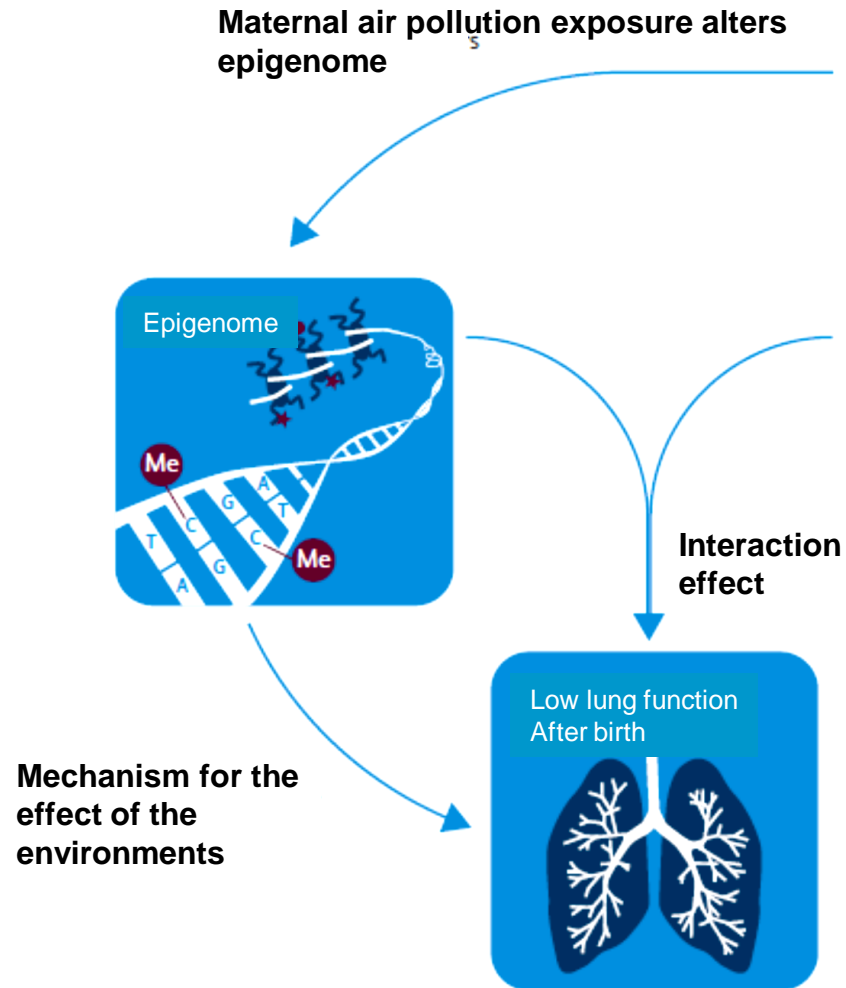 Maternal air pollution exposure alters
epigenome
Epigenome
Me
A
G
T
C
C
T
G
A
Me
Interaction
effect
Low lung function
After birth
Mechanism for the
effect of the
environments